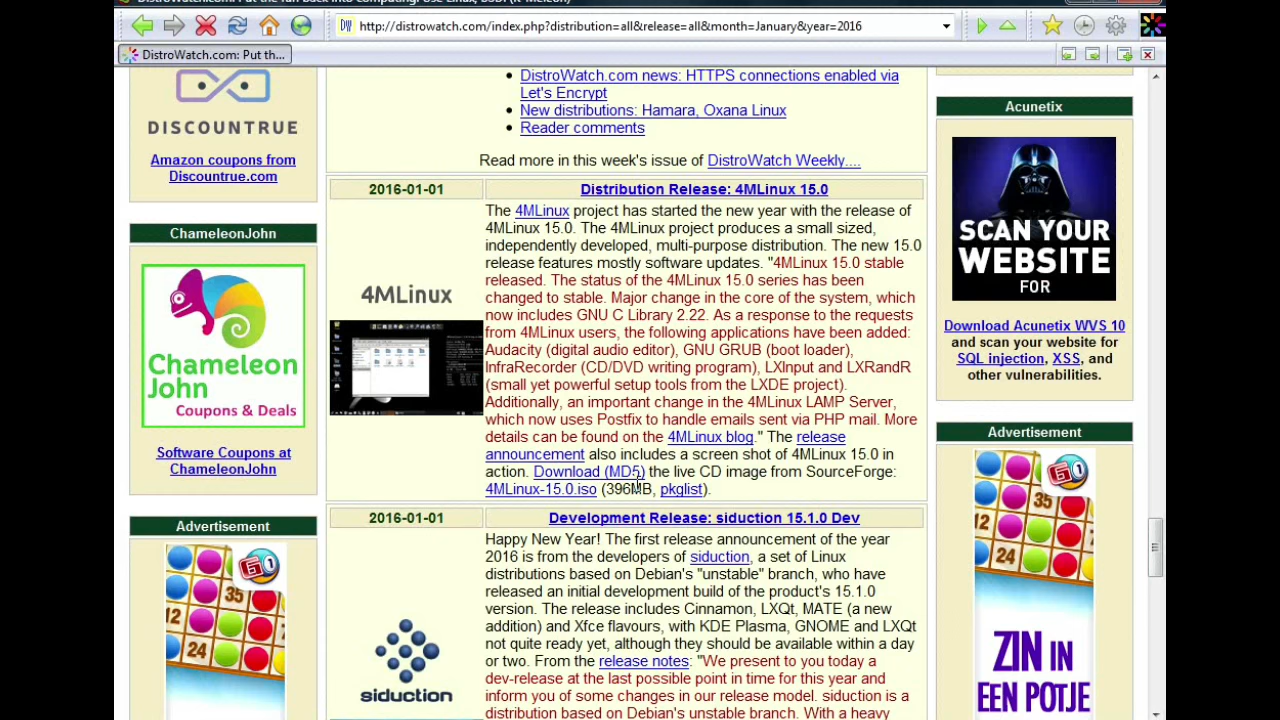 http://distrowatch.com/index.php?distribution=all&release=all&month=January&year=2016
DistroWatch.com: Put th...
DISCOUNTRUE
Amazon coupons from
Discountrue.com
ChameleonJohn
Chameleon
John
Coupons & Deals
Software Coupons at
ChameleonJohn
Advertisement
35
12
24
DistroWatch.com news: HTTPS connections enabled via
Let's Encrypt
New distributions: Hamara, Oxana Linux
Reader comments
Read more in this week's issue of DistroWatch Weekly....
2016-01-01
Distribution Release: 4MLinux 15.0
4MLinux
The 4MLinux project has started the new year with the release of
4MLinux 15.0. The 4MLinux project produces a small sized,
independently developed, multi-purpose distribution. The new 15.0
release features mostly software updates. "4MLinux 15.0 stable
released. The status of the 4MLinux 15.0 series has been
changed to stable. Major change in the core of the system, which
now includes GNU C Library 2.22. As a response to the requests
from 4MLinux users, the following applications have been added:
Audacity (digital audio editor), GNU GRUB (boot loader),
InfraRecorder (CD/DVD writing program), LXInput and LXRandR
(small yet powerful setup tools from the LXDE project).
Additionally, an important change in the 4MLinux LAMP Server,
which now uses Postfix to handle emails sent via PHP mail. More
details can be found on the 4MLinux blog." The release
announcement also includes a screen shot of 4MLinux 15.0 in
action. Download (MD5) the live CD image from SourceForge:
4MLinux-15.0.iso (396MB, pkglist).
2016-01-01
Development Release: siduction 15.1.0 Dev
siduction
Happy New Year! The first release announcement of the year
2016 is from the developers of siduction, a set of Linux
distributions based on Debian's "unstable" branch, who have
released an initial development build of the product's 15.1.0
version. The release includes Cinnamon, LXQt, MATE (a new
addition) and Xfce flavours, with KDE Plasma, GNOME and LXQt
not quite ready yet, although they should be available within a day
or two. From the release notes: "We present to you today a
dev-release at the last possible point in time for this year and
inform you of some changes in our release model. siduction is a
distribution based on Debian's unstable branch. With a heavy
Acunetix
SCAN YOUR
WEBSITE
FOR
Download Acunetix WVS 10
and scan your website for
SQL injection, XSS, and
other vulnerabilities.
Advertisement
35
12
24
ZIN IN
EEN POTJE